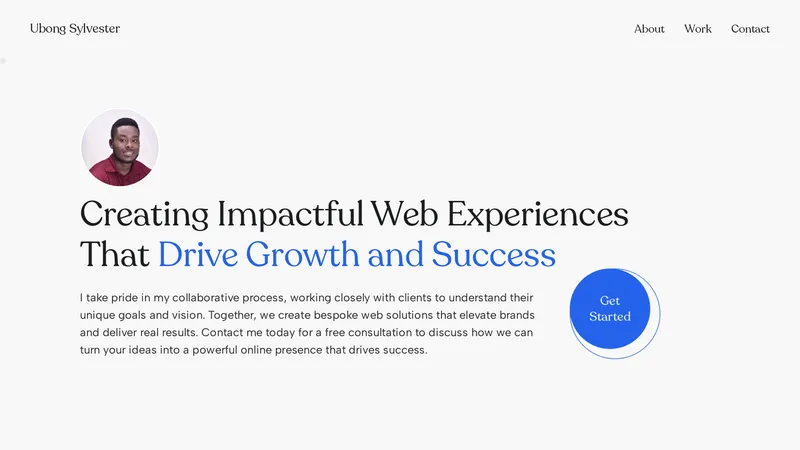 Ubong Sylvester
About Work Contact
Creating Impactful Web Experiences
That Drive Growth and Success
I take pride in my collaborative process, working closely with clients to understand their
unique goals and vision. Together, we create bespoke web solutions that elevate brands
and deliver real results. Contact me today for a free consultation to discuss how we can
turn your ideas into a powerful online presence that drives success.
Get
Started